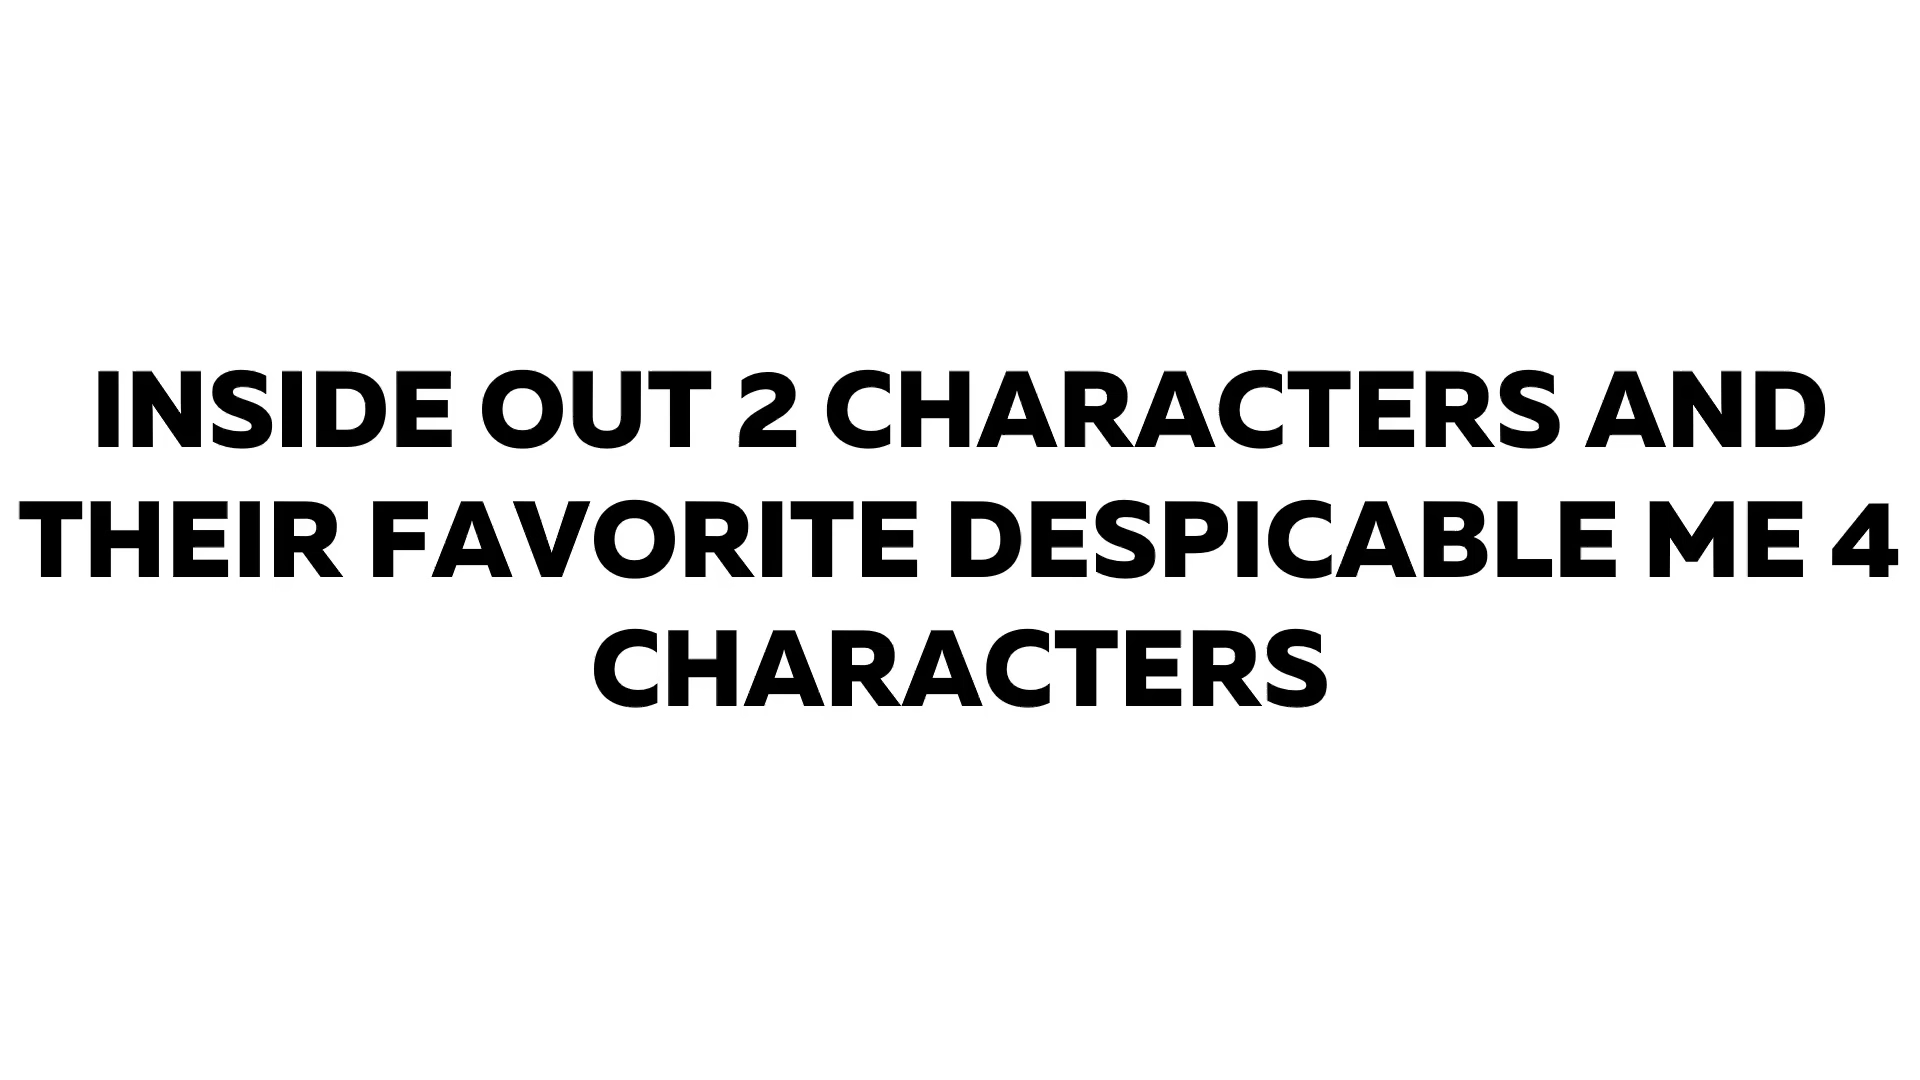 INSIDE OUT 2 CHARACTERS AND
THEIR FAVORITE DESPICABLE ME 4
CHARACTERS